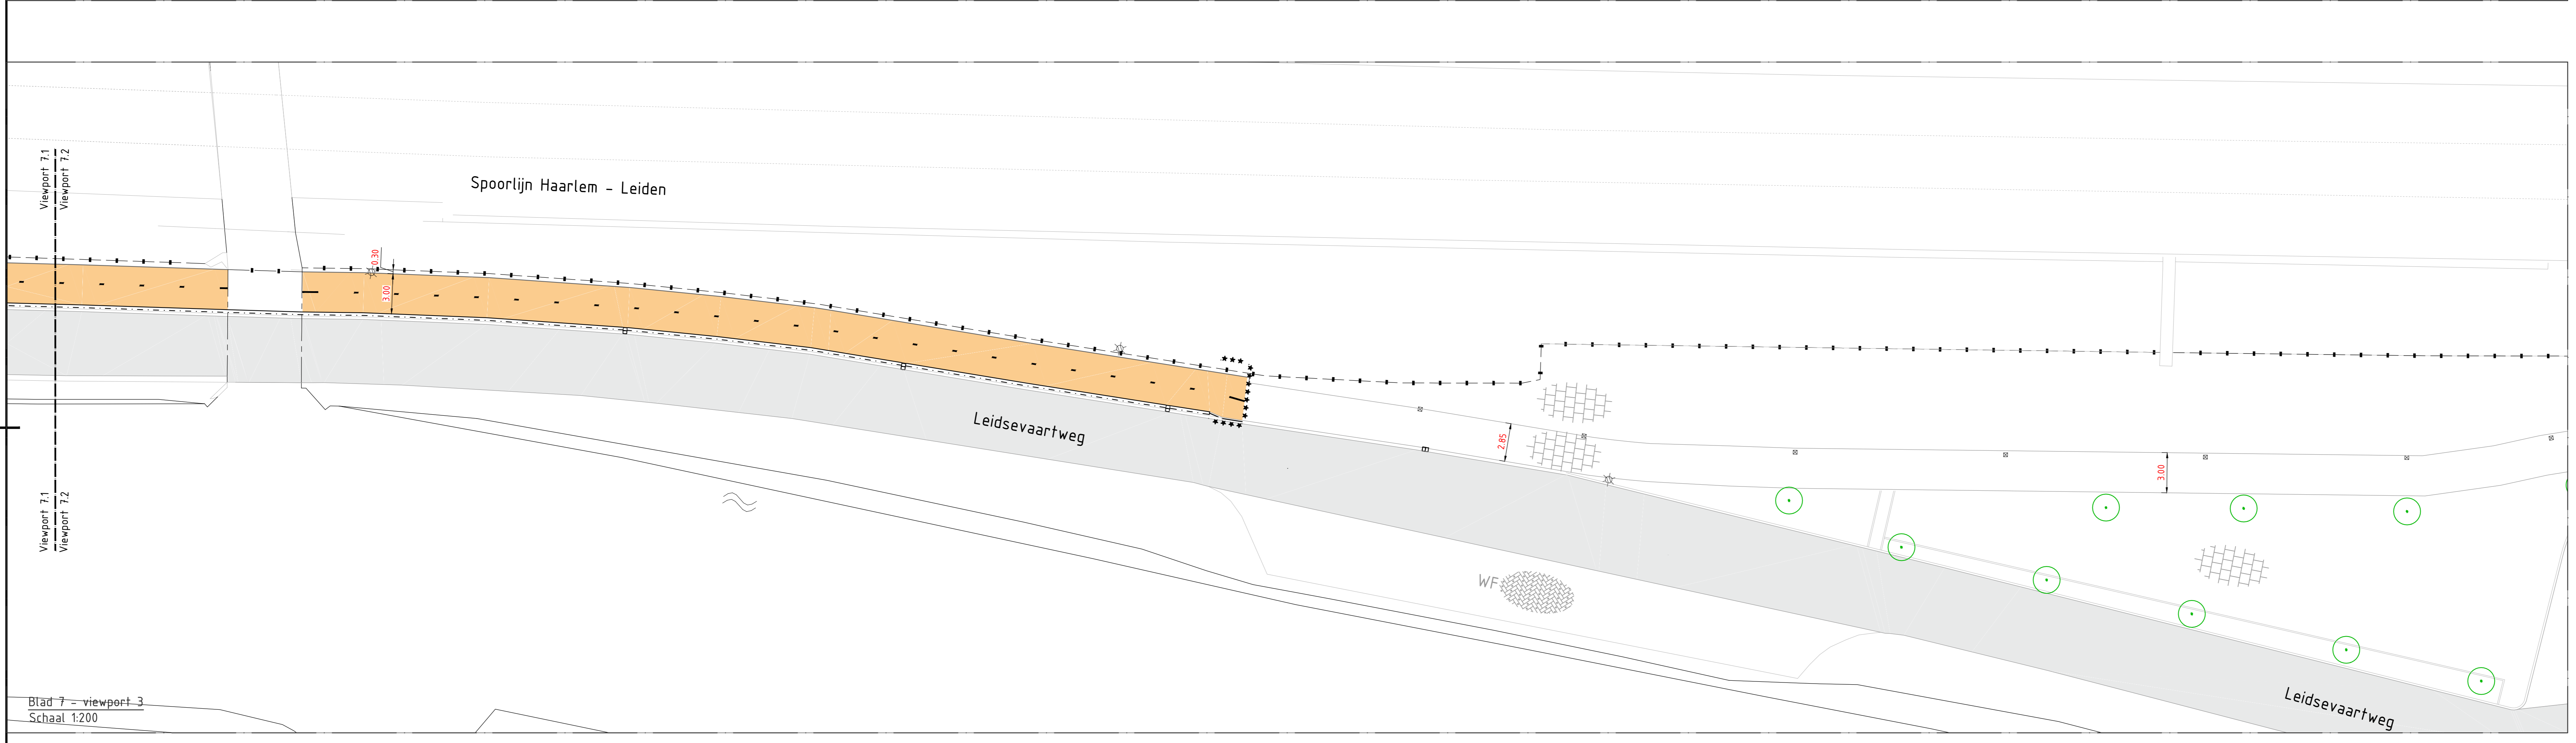 Viewport 7.1
Viewport 7.2
Spoorlijn Haarlem - Leiden
0.30
3.00
Leidsevaartweg
2.85
3.00
WF
Viewport 7.1
Viewport 7.2
Leidsevaartweg
Blad 7 - viewport 3
Schaal 1:200